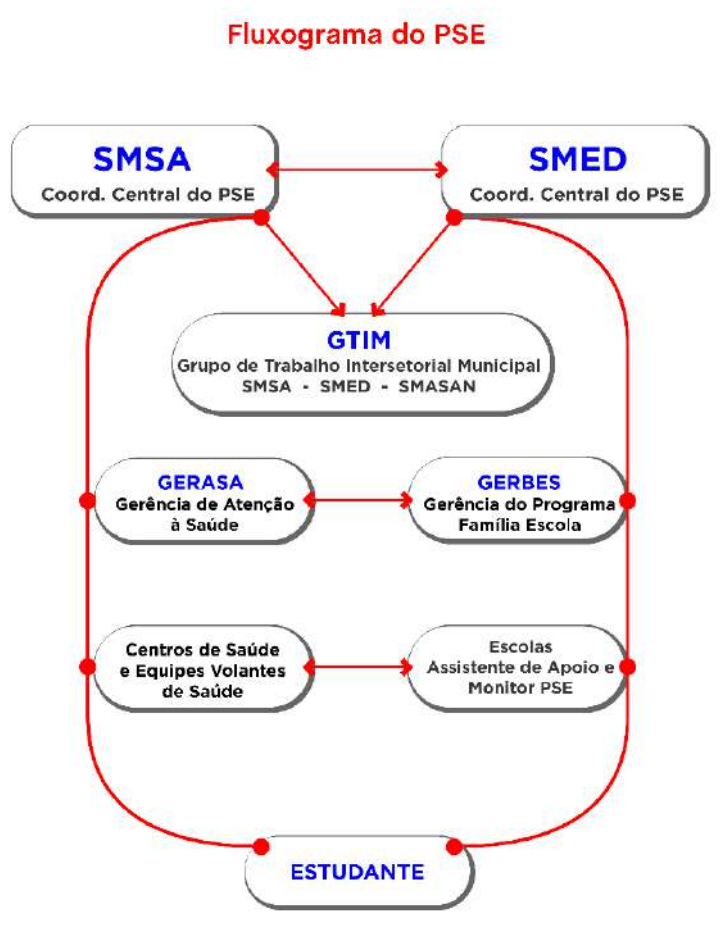 Fluxograma do PSE
SMSA
Coord. Central do PSE
SMED
Coord. Central do PSE
GTIM
Grupo de Trabalho Intersetorial Municipal
SMSA - SMED - SMASAN
GERASA
Gerência de Atenção
à Saúde
GERBES
Gerência do Programa
Família Escola
Centros de Saúde
e Equipes Volantes
de Saúde
Escolas
Assistente de Apoio e
Monitor PSE
ESTUDANTE